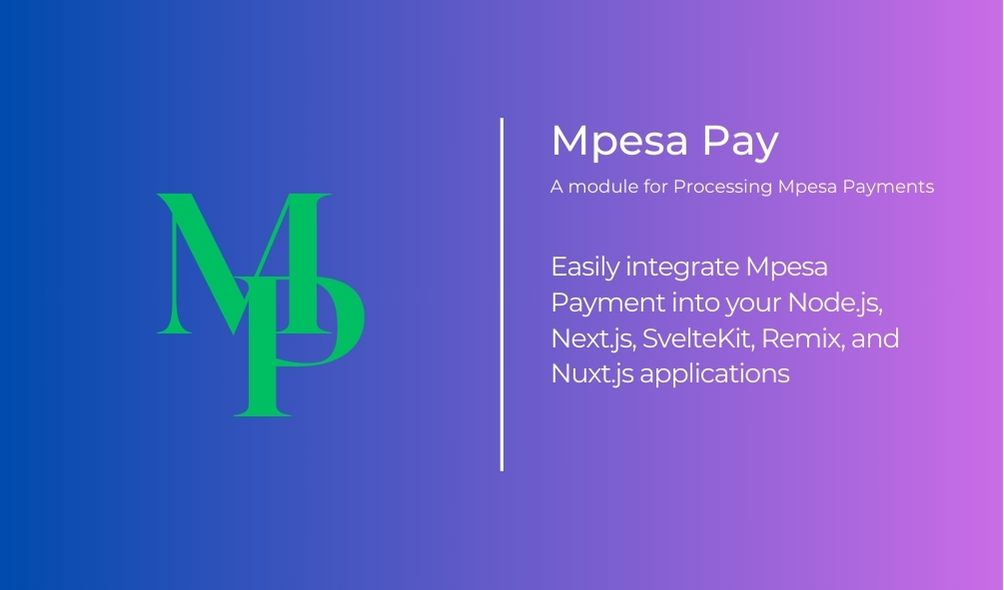 MP
Mpesa Pay
A module for Processing Mpesa Payments
Easily integrate Mpesa
Payment into your Node.js,
Next.js, SvelteKit, Remix, and
Nuxt.js applications